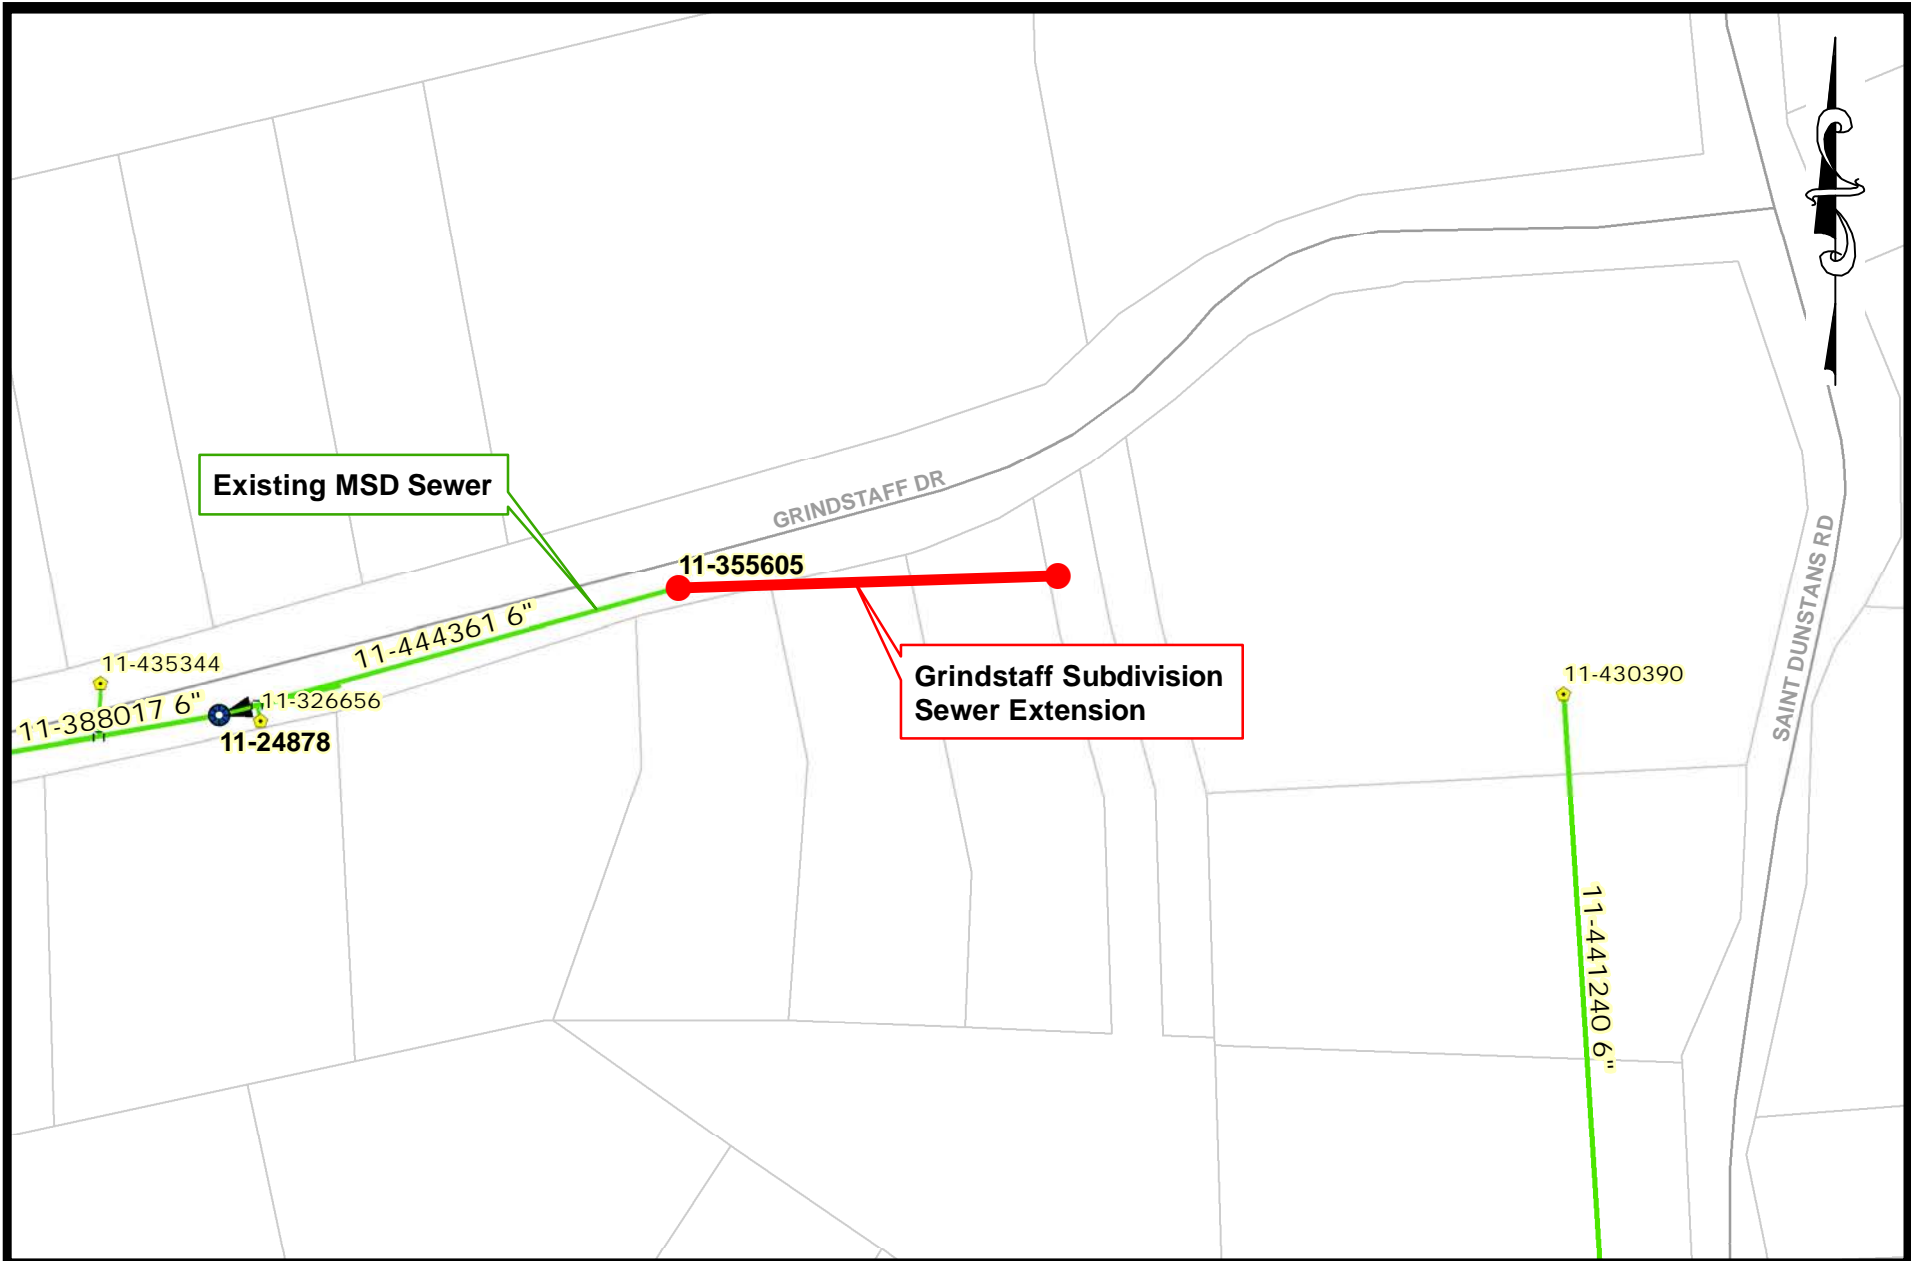 Existing MSD Sewer
GRINDSTAFF DR
11-355605
11-444361 6"
11-435344
11-388017 6"
11-326656
11-24878
Grindstaff Subdivision
Sewer Extension
11-430390
SAINT DUNSTANS RD
11-441240 6"